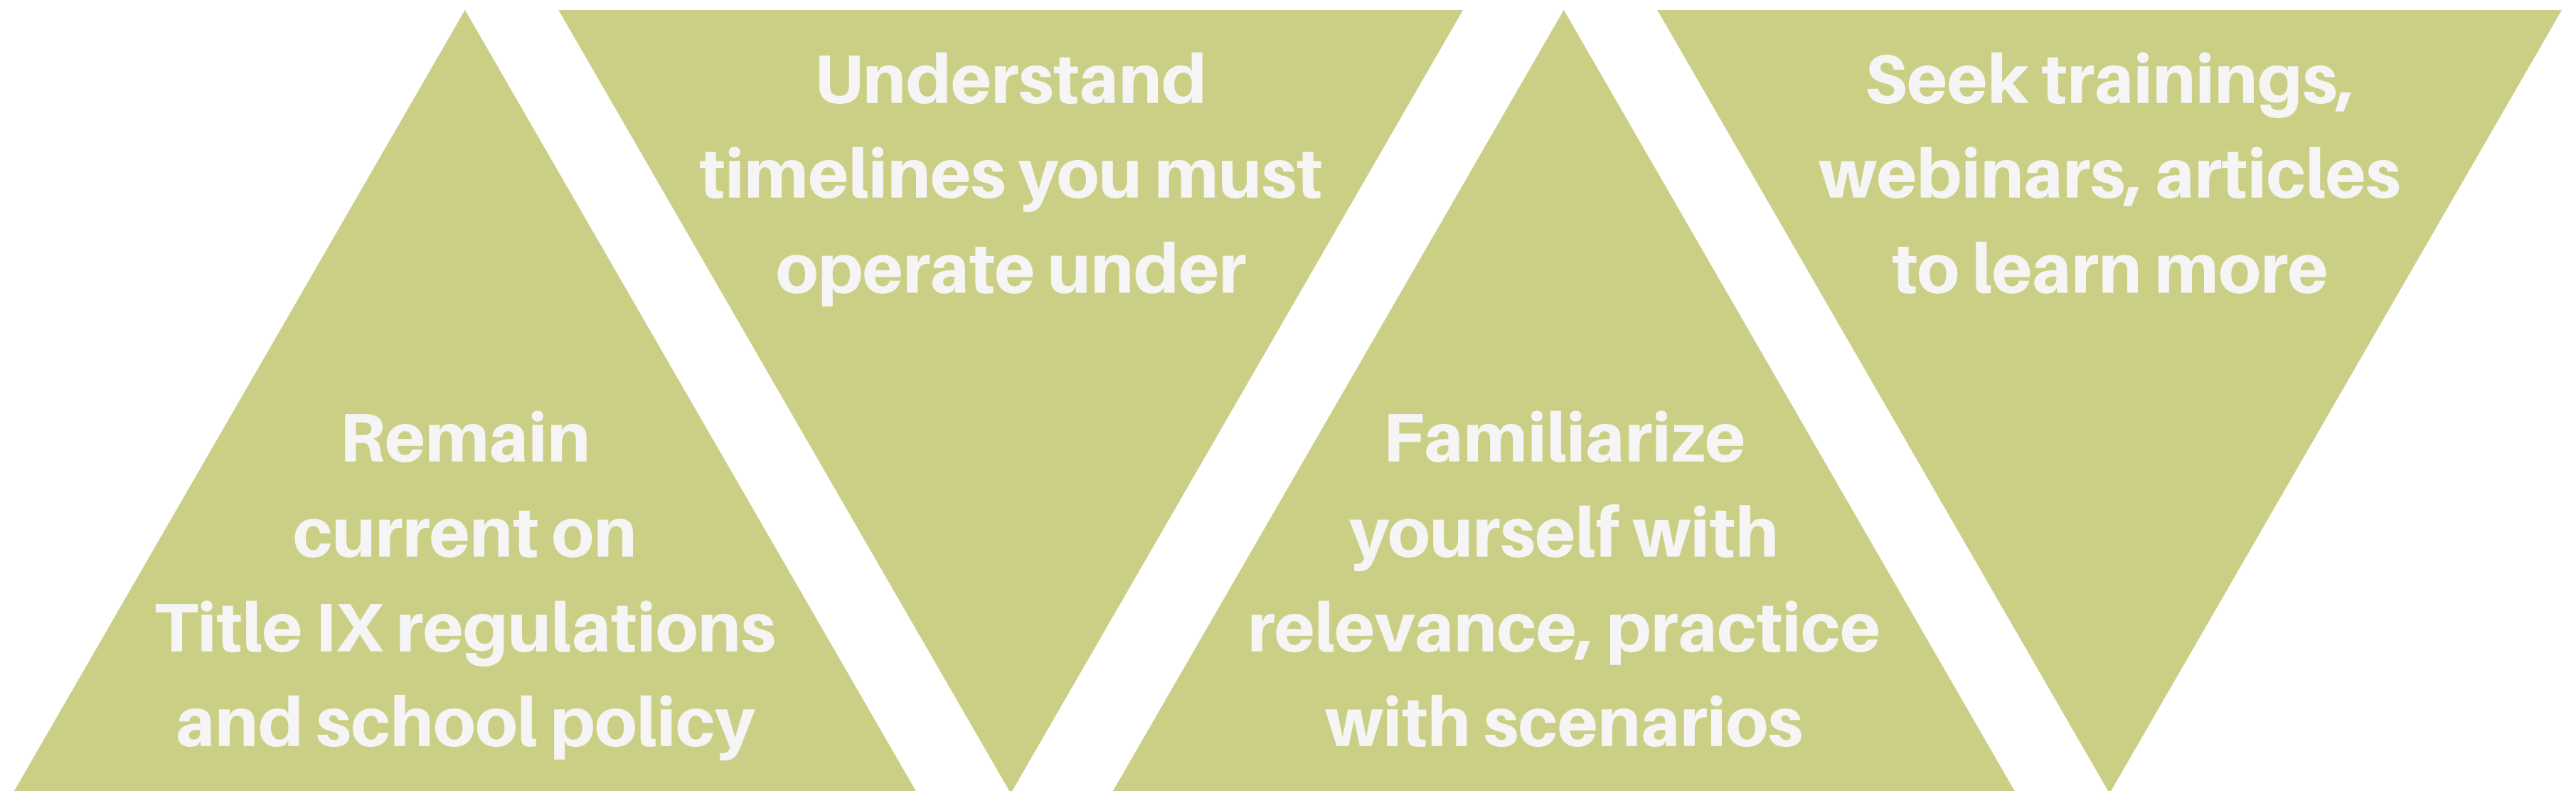 Remain
current on
Title IX regulations
and school policy
Understand
timelines you must
operate under
Familiarize
yourself with
relevance, practice
with scenarios
Seek trainings,
webinars, articles
to learn more